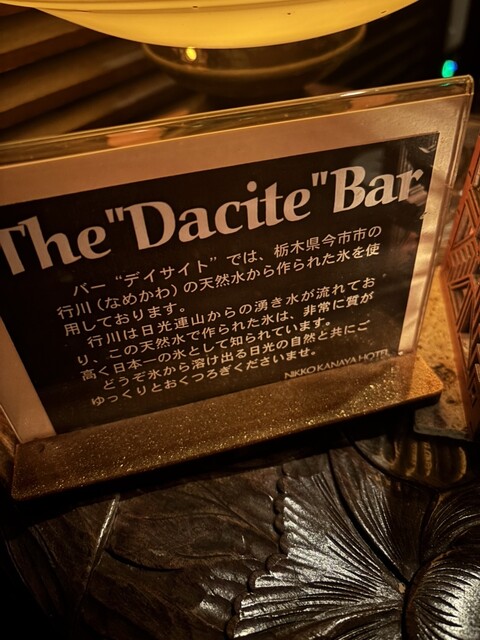 The "Dacite" Bar
バー “デイサイト” では、栃木県今市市の
行川（なめかわ）の天然水から作られた氷を使
用しております。
行川は日光連山からの湧き水が流れてお
り、この天然水で作られた氷は、非常に質が
高く日本一の氷として知られています。
どうぞ氷から溶け出る日光の自然と共にご
ゆっくりとおくつろぎくださいませ。
NIKKO KANAYA HOTEL